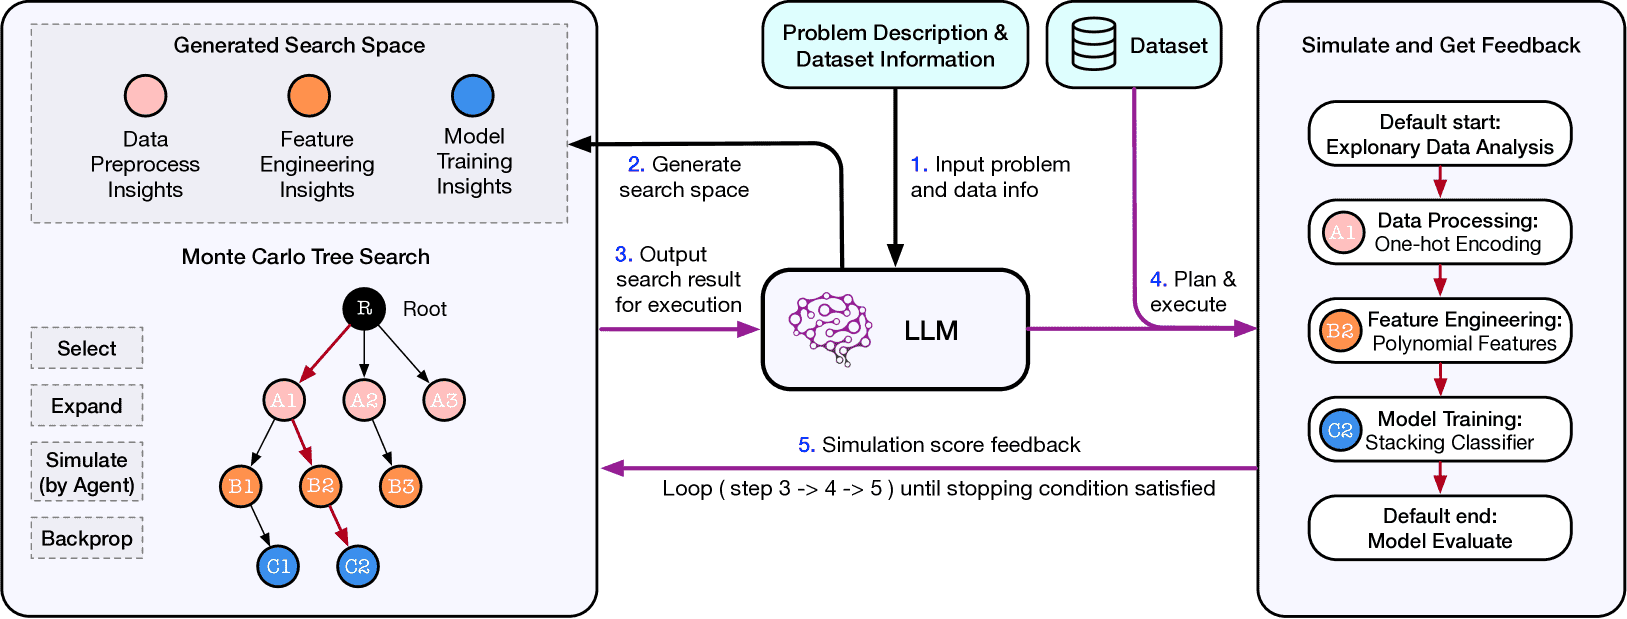 Generated Search Space
Data
Preprocess
Insights
Feature
Engineering
Insights
Model
Training
Insights
Monte Carlo Tree Search
R
Root
Select
Expand
Simulate
(by Agent)
Backprop
A1
A2
A3
B1
B2
B3
C1
C2
Problem Description &
Dataset Information
Dataset
1. Input problem
and data info
2. Generate
search space
3. Output
search result
for execution
LLM
4. Plan &
execute
5. Simulation score feedback
Loop ( step 3 -> 4 -> 5 ) until stopping condition satisfied
Simulate and Get Feedback
Default start:
Explonary Data Analysis
A1
Data Processing:
One-hot Encoding
B2
Feature Engineering:
Polynomial Features
C2
Model Training:
Stacking Classifier
Default end:
Model Evaluate